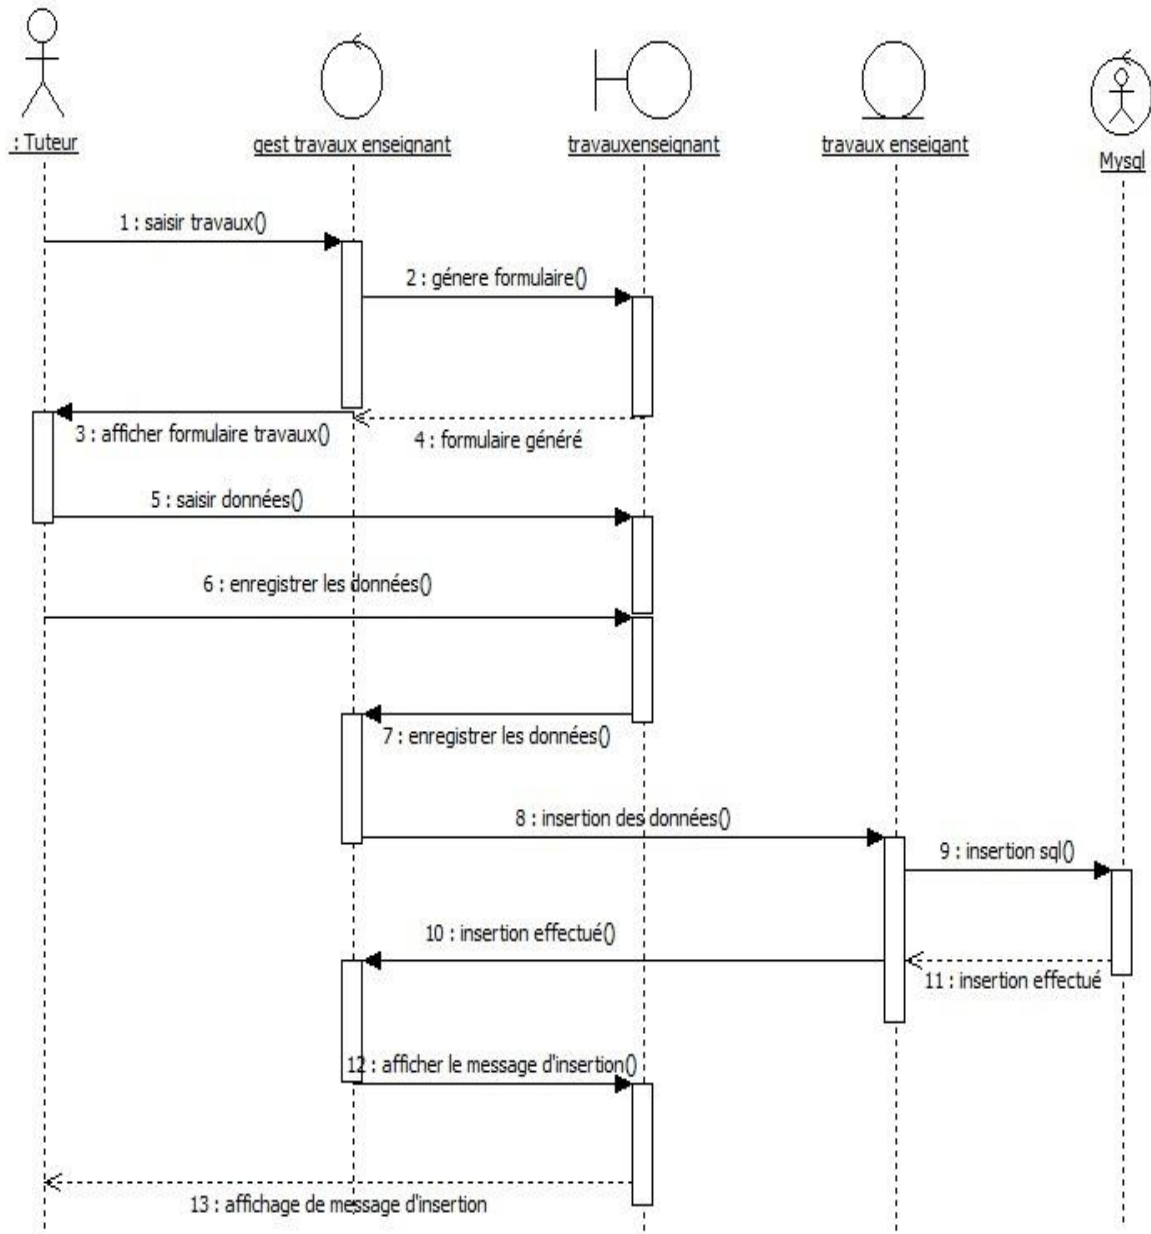 : Tuteur
gest travaux enseignant
travauxenseignant
travaux enseigant
Mysql
1 : saisir travaux()
2 : génere formulaire()
3 : afficher formulaire travaux()
4 : formulaire généré
5 : saisir données()
6 : enregistrer les données()
7 : enregistrer les données()
8 : insertion des données()
9 : insertion sql()
10 : insertion effectué()
11 : insertion effectué
12 : afficher le message d'insertion()
13 : affichage de message d'insertion